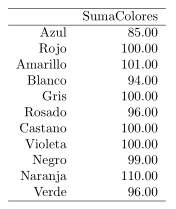 SumaColores
Azul 85.00
Rojo 100.00
Amarillo 101.00
Blanco 94.00
Gris 100.00
Rosado 96.00
Castano 100.00
Violeta 100.00
Negro 99.00
Naranja 110.00
Verde 96.00